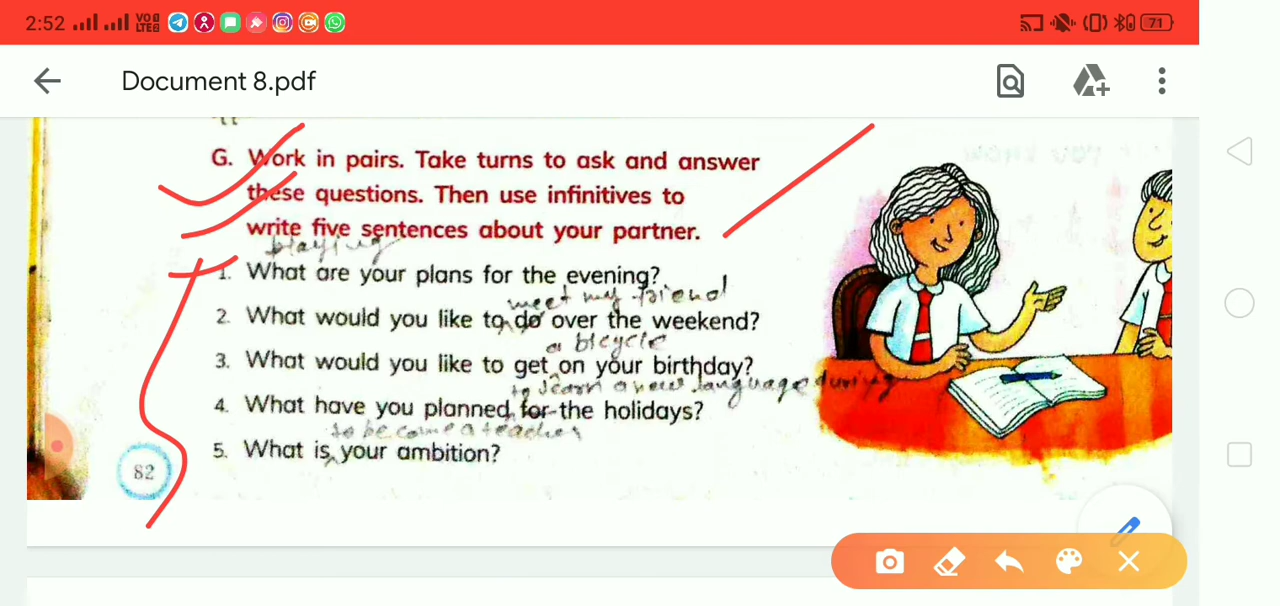 2:52 VO LTE2 71
Document 8.pdf
G. Work in pairs. Take turns to ask and answer
these questions. Then use infinitives to
write five sentences about your partner.
playing
1. What are your plans for the evening?
meet my friend
2. What would you like to do over the weekend?
a bicycle
3. What would you like to get on your birthday?
to learn a new language during
4. What have you planned for the holidays?
to become a teacher
5. What is your ambition?
82